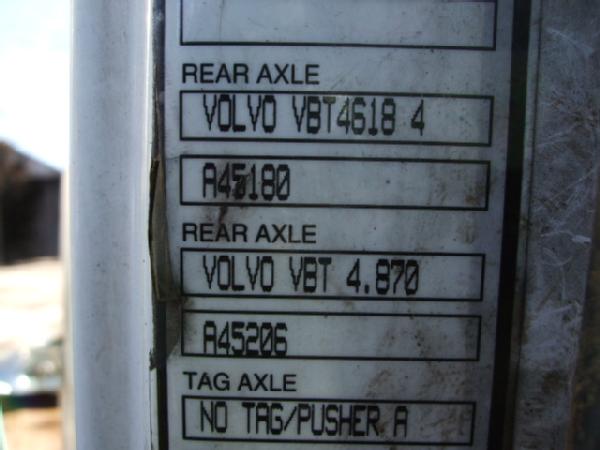 REAR AXLE
VOLVO VBT4618 4
A45180
REAR AXLE
VOLVO VBT 4.870
A45206
TAG AXLE
NO TAG/PUSHER A